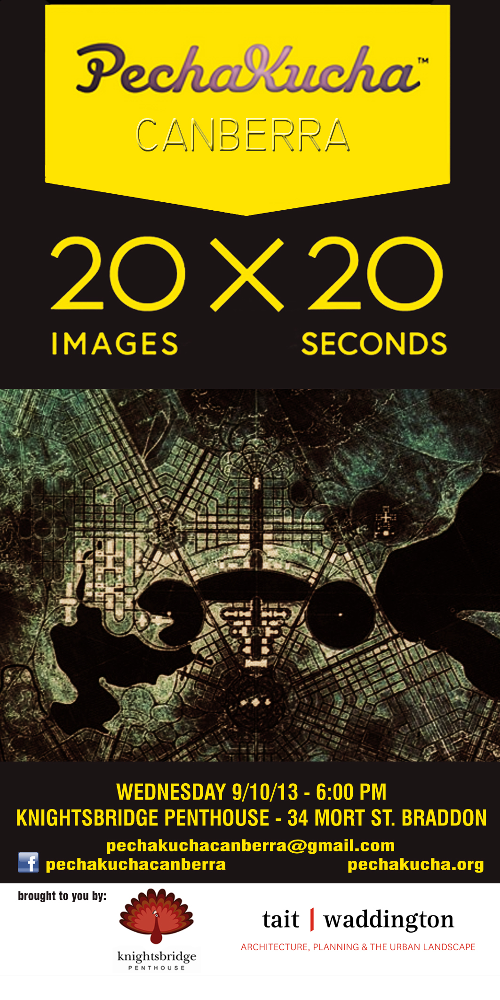 PechaKucha™
CANBERRA
20 × 20
IMAGES SECONDS
WEDNESDAY 9/10/13 - 6:00 PM
KNIGHTSBRIDGE PENTHOUSE - 34 MORT ST. BRADDON
pechakuchacanberra@gmail.com
f pechakuchacanberra pechakucha.org
brought to you by:
knightsbridge
PENTHOUSE
tait | waddington
ARCHITECTURE, PLANNING & THE URBAN LANDSCAPE